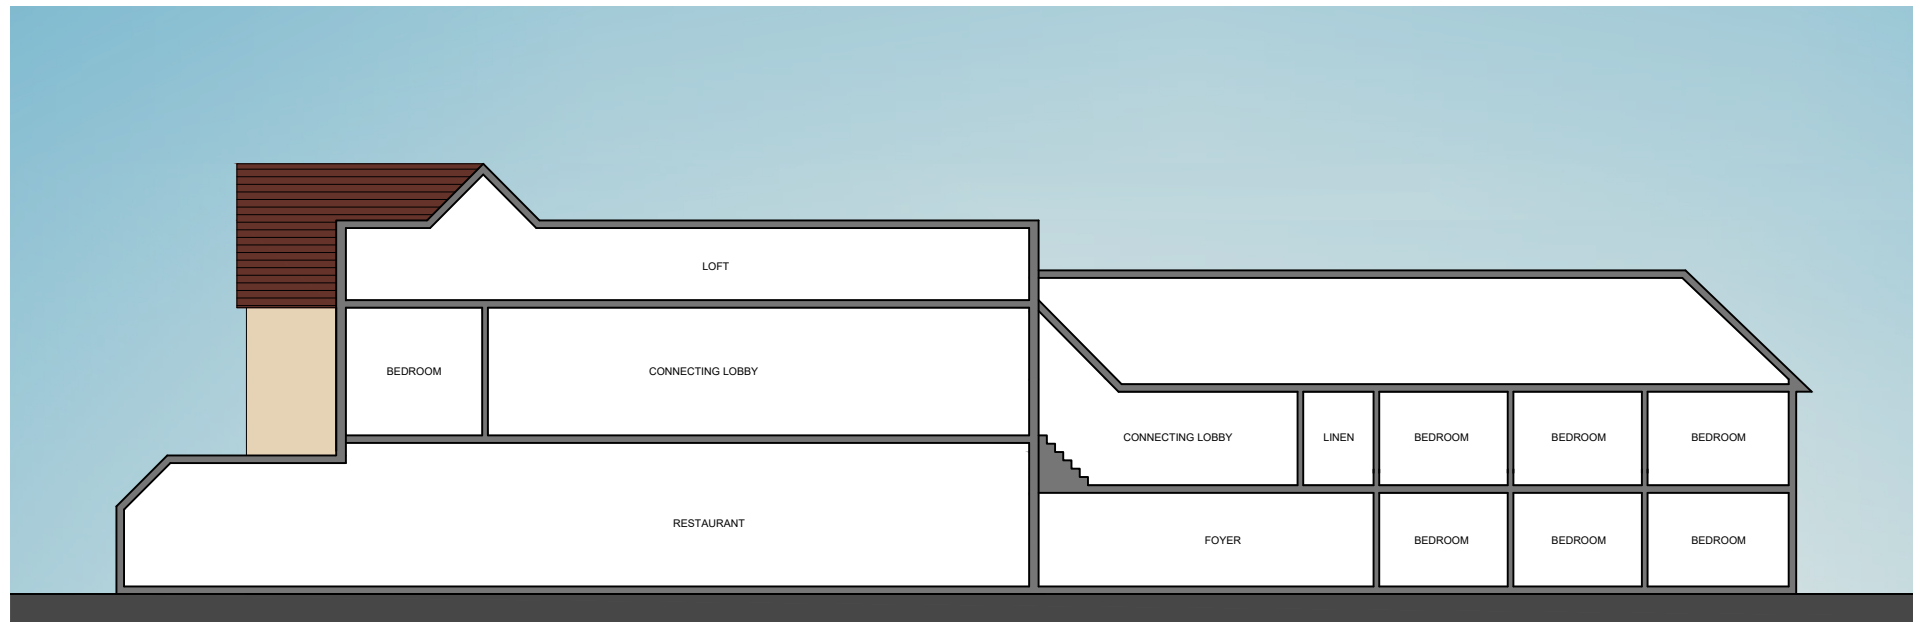 LOFT
BEDROOM
CONNECTING LOBBY
CONNECTING LOBBY
LINEN
BEDROOM
BEDROOM
BEDROOM
RESTAURANT
FOYER
BEDROOM
BEDROOM
BEDROOM